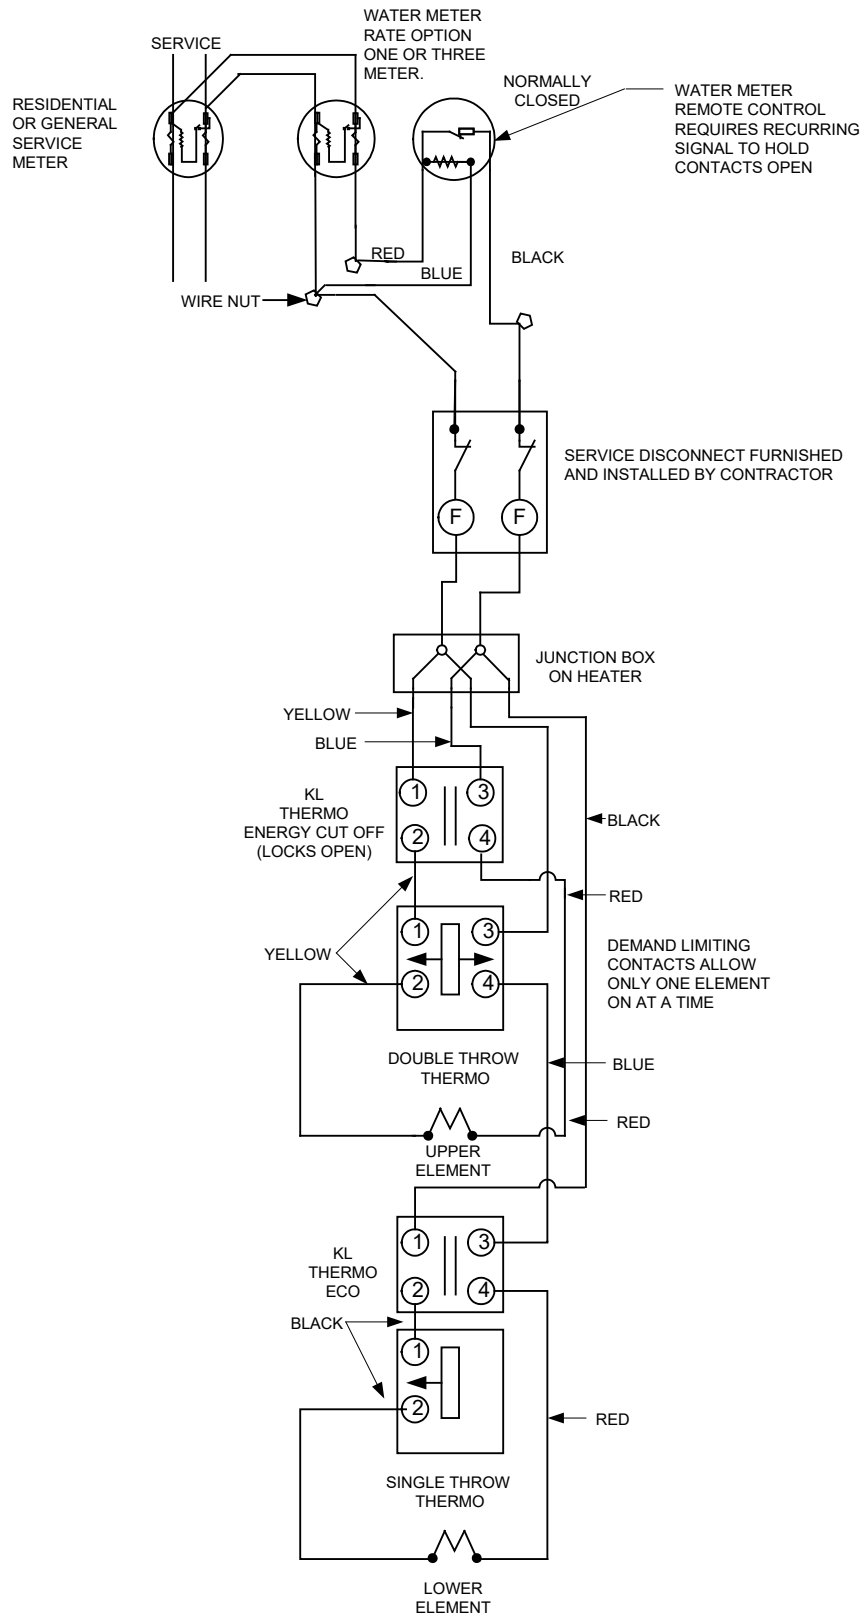 WATER METER
RATE OPTION
ONE OR THREE
METER.
SERVICE
RESIDENTIAL
OR GENERAL
SERVICE
METER
NORMALLY
CLOSED
WATER METER
REMOTE CONTROL
REQUIRES RECURRING
SIGNAL TO HOLD
CONTACTS OPEN
RED
BLUE
BLACK
WIRE NUT
SERVICE DISCONNECT FURNISHED
AND INSTALLED BY CONTRACTOR
F
F
JUNCTION BOX
ON HEATER
YELLOW
BLUE
KL
THERMO
ENERGY CUT OFF
(LOCKS OPEN)
1
3
2
4
BLACK
RED
YELLOW
1
3
2
4
DEMAND LIMITING
CONTACTS ALLOW
ONLY ONE ELEMENT
ON AT A TIME
DOUBLE THROW
THERMO
BLUE
RED
UPPER
ELEMENT
KL
THERMO
ECO
1
3
2
4
BLACK
1
2
RED
SINGLE THROW
THERMO
LOWER
ELEMENT